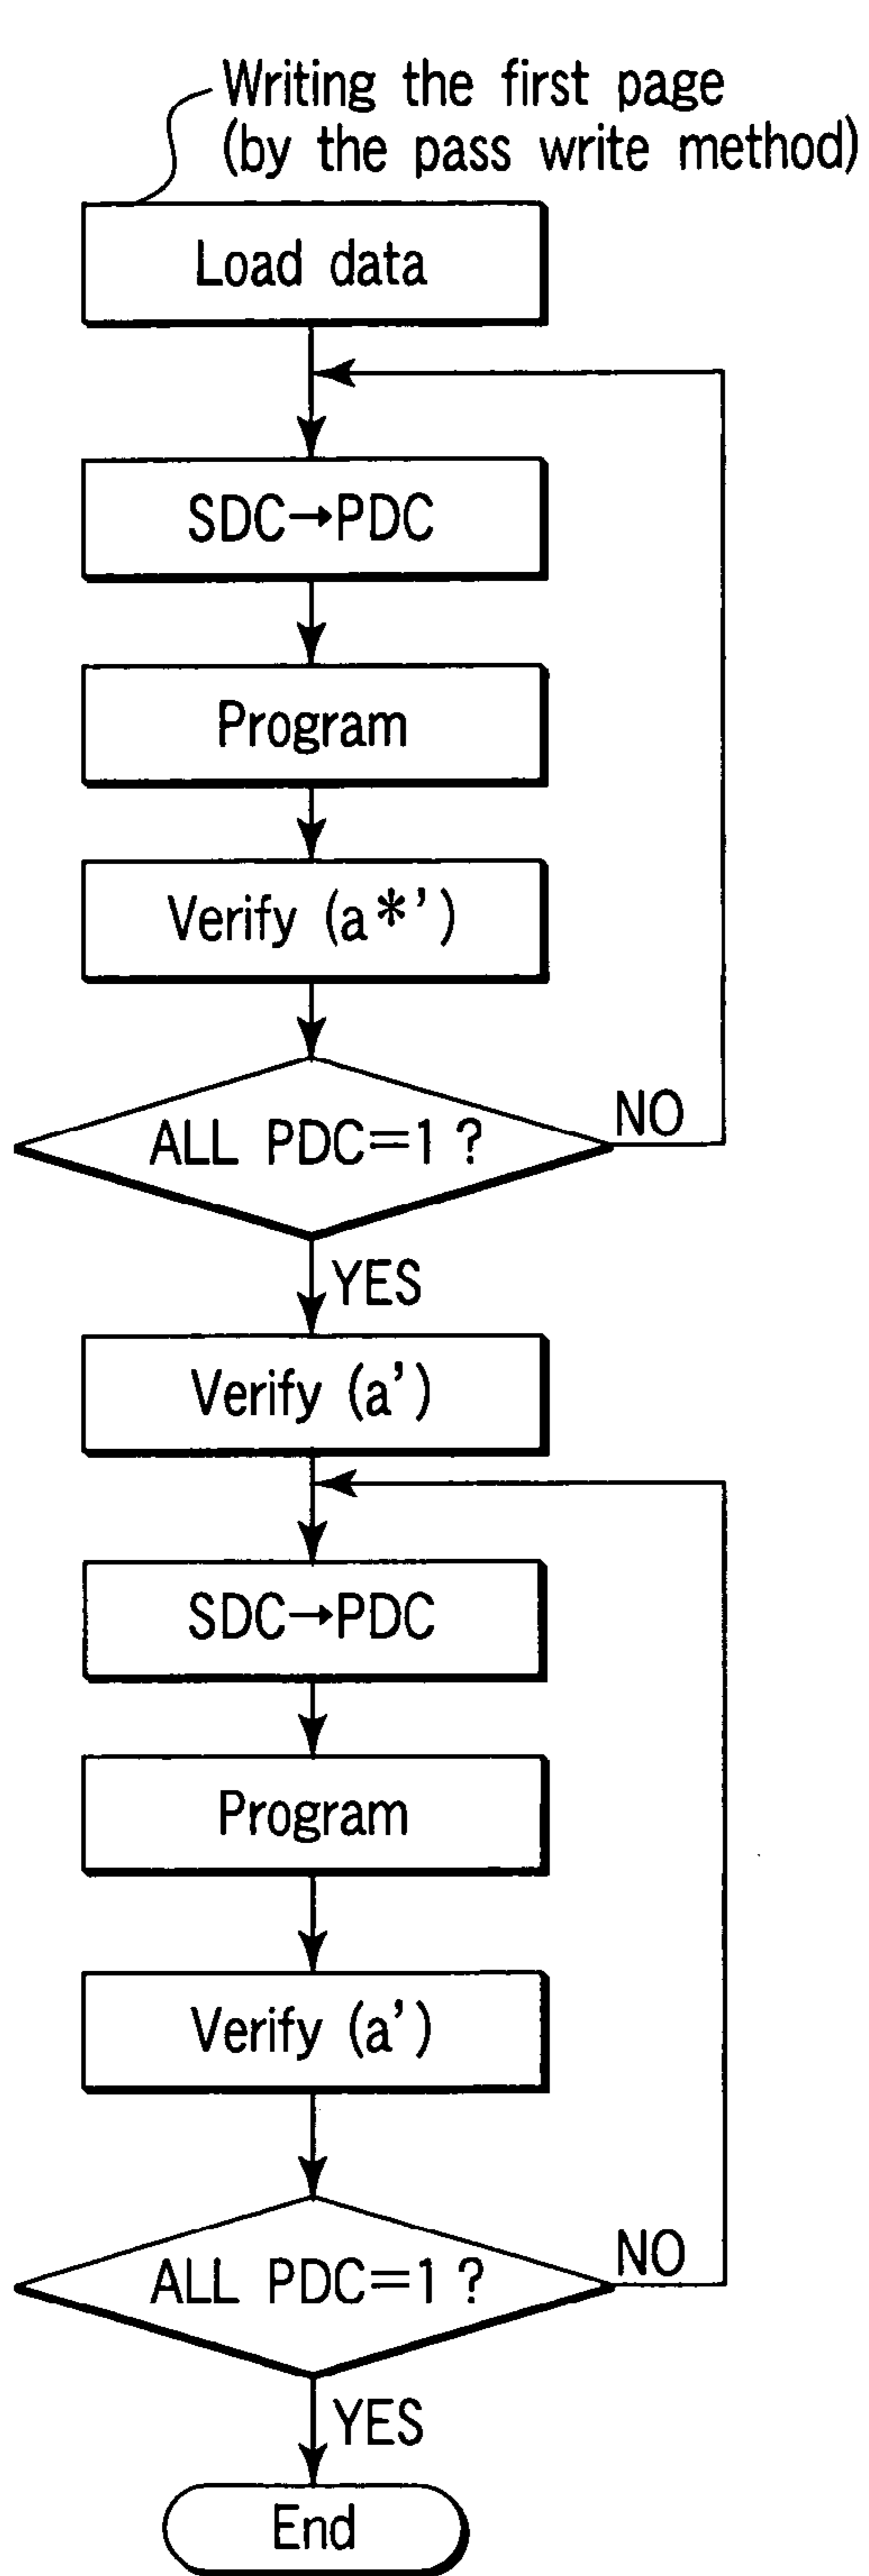 Writing the first page
(by the pass write method)
Load data
SDC→PDC
Program
Verify (a*')
ALL PDC=1 ?
NO
YES
Verify (a')
SDC→PDC
Program
Verify (a')
ALL PDC=1 ?
NO
YES
End